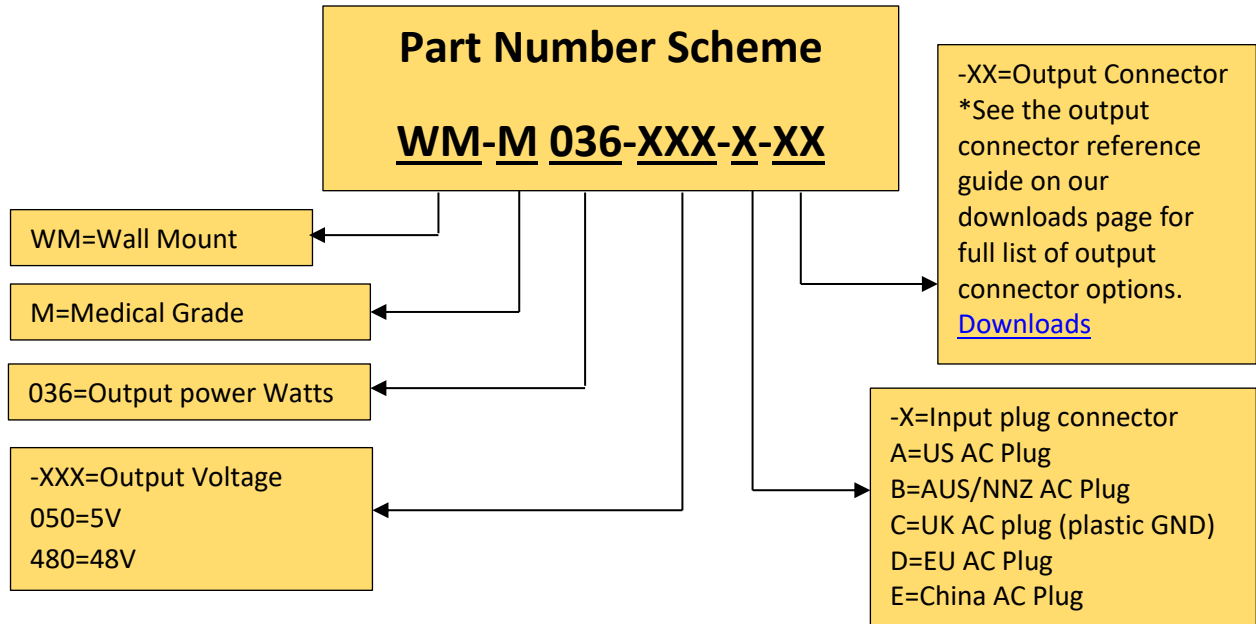 Part Number Scheme
WM-M 036-XXX-X-XX
WM=Wall Mount
M=Medical Grade
036=Output power Watts
-XXX=Output Voltage
050=5V
480=48V
-XX=Output Connector
*See the output
connector reference
guide on our
downloads page for
full list of output
connector options.
Downloads
-X=Input plug connector
A=US AC Plug
B=AUS/NNZ AC Plug
C=UK AC plug (plastic GND)
D=EU AC Plug
E=China AC Plug